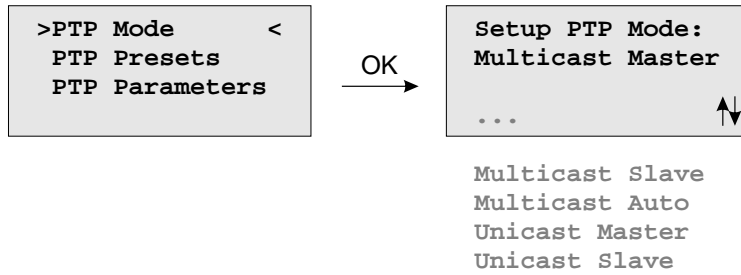 >PTP Mode <
PTP Presets
PTP Parameters
OK
Setup PTP Mode:
Multicast Master
...
Multicast Slave
Multicast Auto
Unicast Master
Unicast Slave